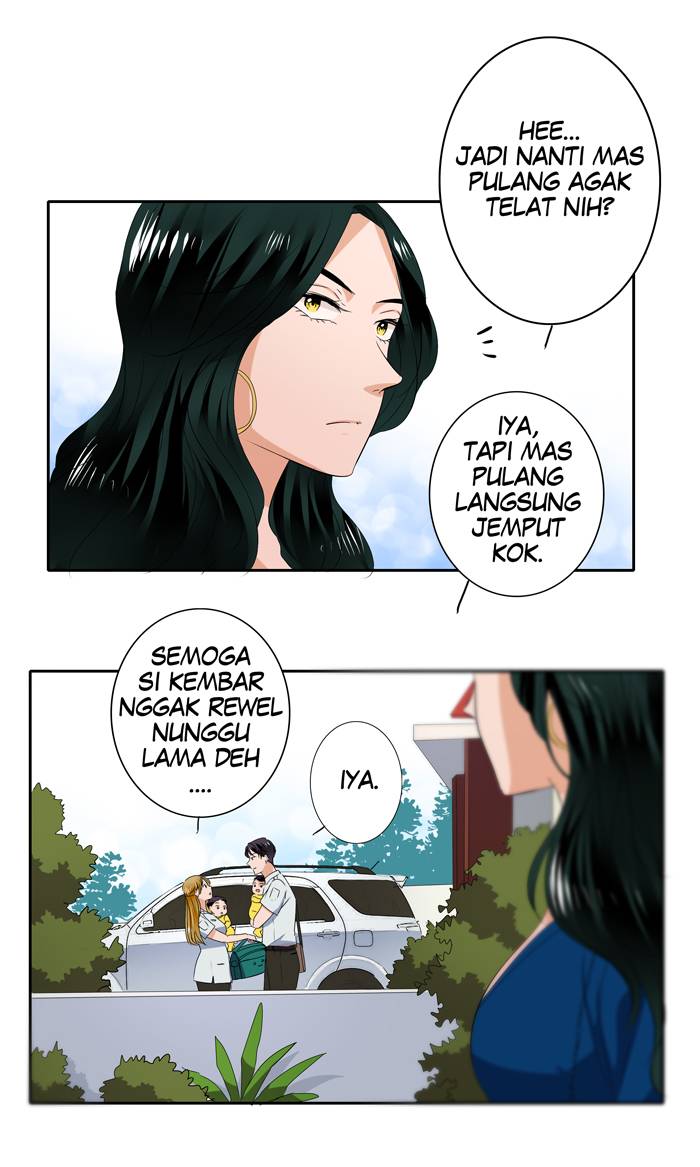 HEE...
JADI NANTI MAS
PULANG AGAK
TELAT NIH?
IYA,
TAPI MAS
PULANG
LANGSUNG
JEMPUT
KOK.
SEMOGA
SI KEMBAR
NGGAK REWEL
NUNGGU
LAMA DEH
....
IYA.